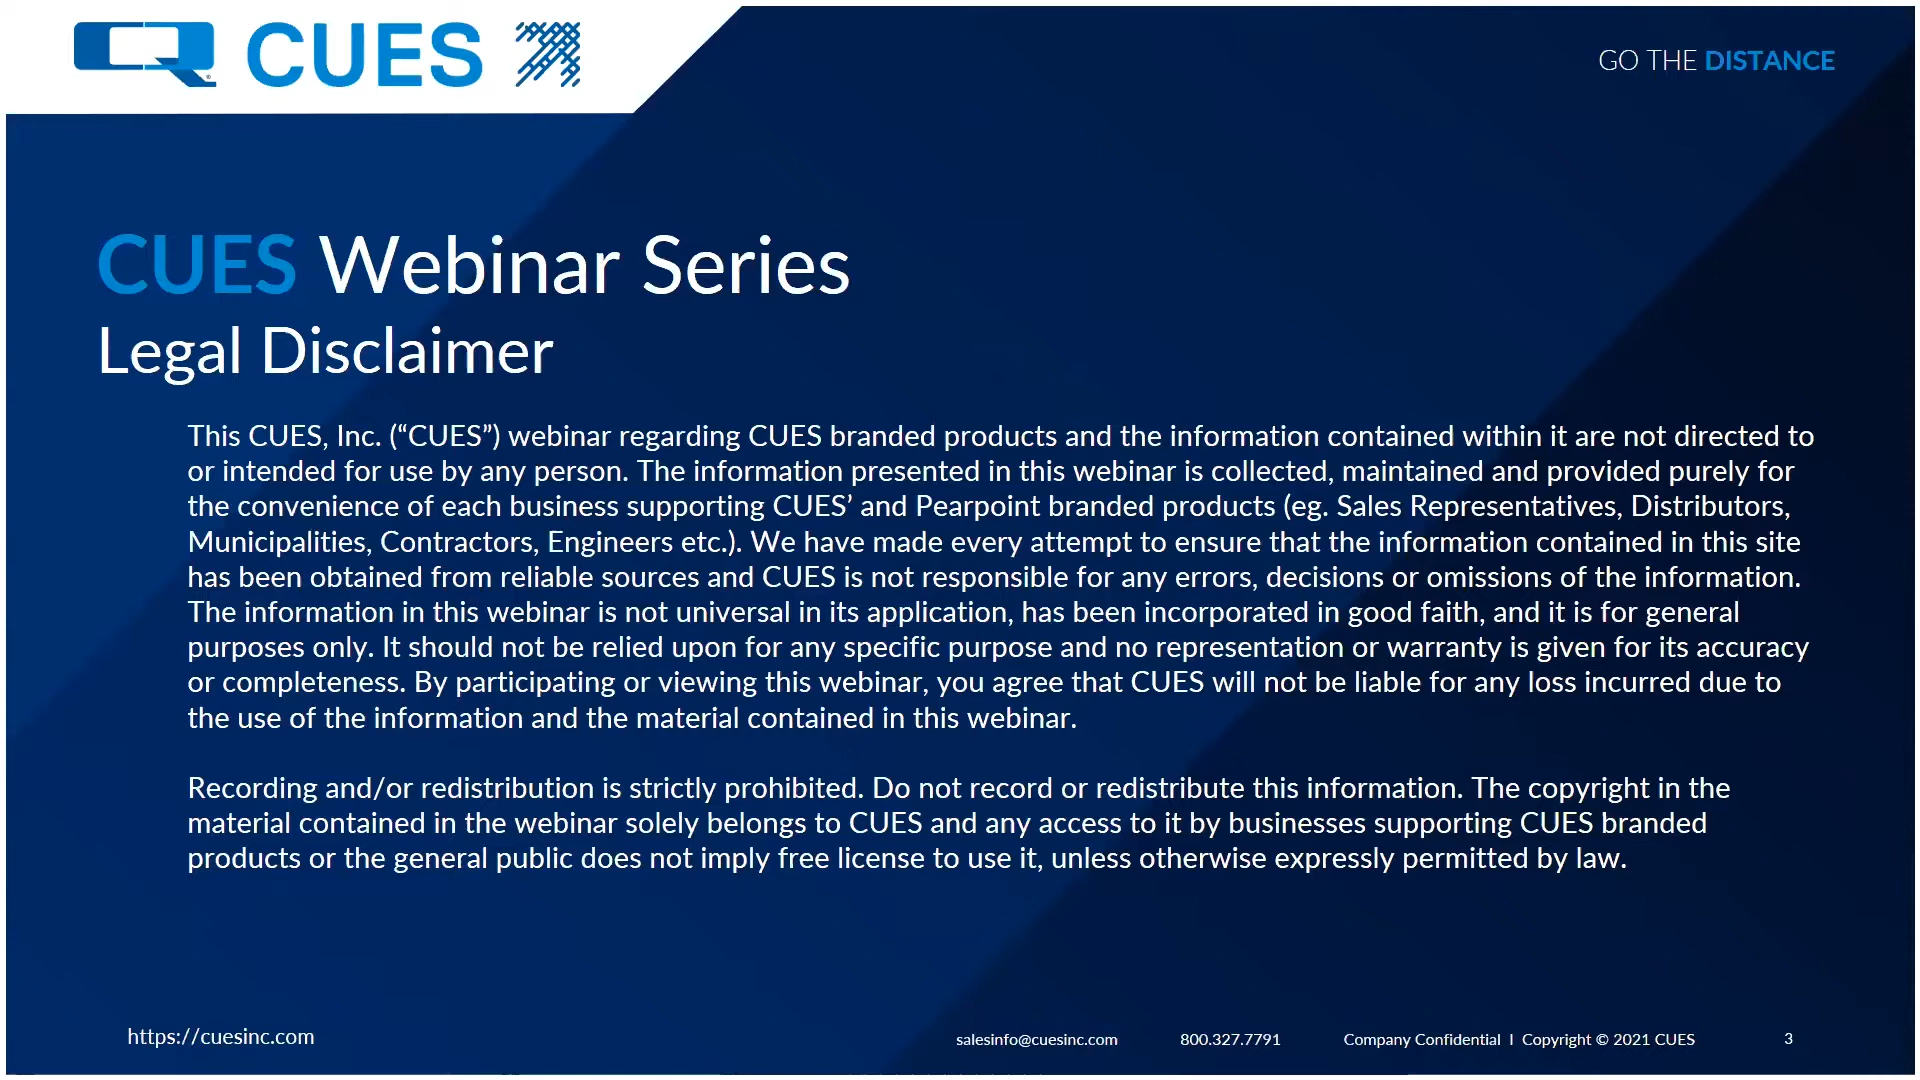 CUES
GO THE DISTANCE
CUES Webinar Series
Legal Disclaimer
This CUES, Inc. (“CUES”) webinar regarding CUES branded products and the information contained within it are not directed to
or intended for use by any person. The information presented in this webinar is collected, maintained and provided purely for
the convenience of each business supporting CUES’ and Pearpoint branded products (eg. Sales Representatives, Distributors,
Municipalities, Contractors, Engineers etc.). We have made every attempt to ensure that the information contained in this site
has been obtained from reliable sources and CUES is not responsible for any errors, decisions or omissions of the information.
The information in this webinar is not universal in its application, has been incorporated in good faith, and it is for general
purposes only. It should not be relied upon for any specific purpose and no representation or warranty is given for its accuracy
or completeness. By participating or viewing this webinar, you agree that CUES will not be liable for any loss incurred due to
the use of the information and the material contained in this webinar.
Recording and/or redistribution is strictly prohibited. Do not record or redistribute this information. The copyright in the
material contained in the webinar solely belongs to CUES and any access to it by businesses supporting CUES branded
products or the general public does not imply free license to use it, unless otherwise expressly permitted by law.
https://cuesinc.com
salesinfo@cuesinc.com 800.327.7791 Company Confidential I Copyright © 2021 CUES 3